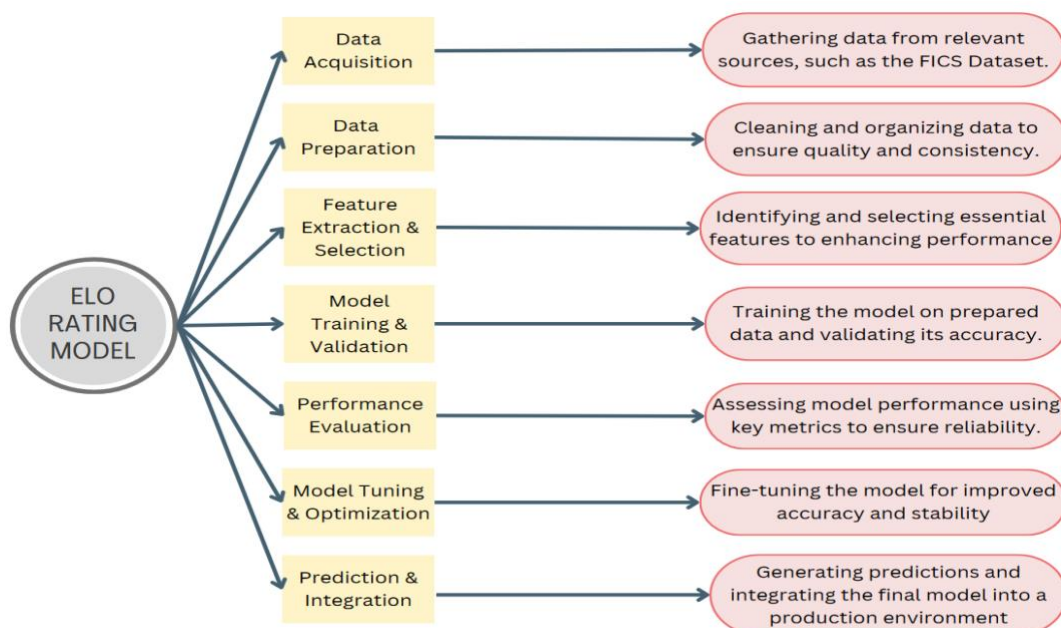 ELO
RATING
MODEL
Data
Acquisition
Gathering data from relevant
sources, such as the FICS Dataset.
Data
Preparation
Cleaning and organizing data to
ensure quality and consistency.
Feature
Extraction &
Selection
Identifying and selecting essential
features to enhancing performance
Model
Training &
Validation
Training the model on prepared
data and validating its accuracy.
Performance
Evaluation
Assessing model performance using
key metrics to ensure reliability.
Model Tuning
& Optimization
Fine-tuning the model for improved
accuracy and stability
Prediction &
Integration
Generating predictions and
integrating the final model into a
production environment